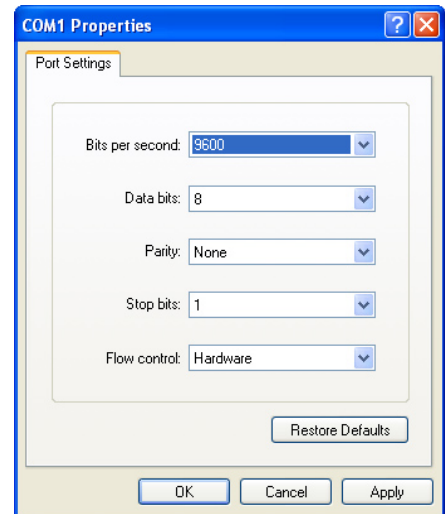 COM1 Properties
Port Settings
Bits per second: 9600
Data bits: 8
Parity: None
Stop bits: 1
Flow control: Hardware
Restore Defaults
OK Cancel Apply